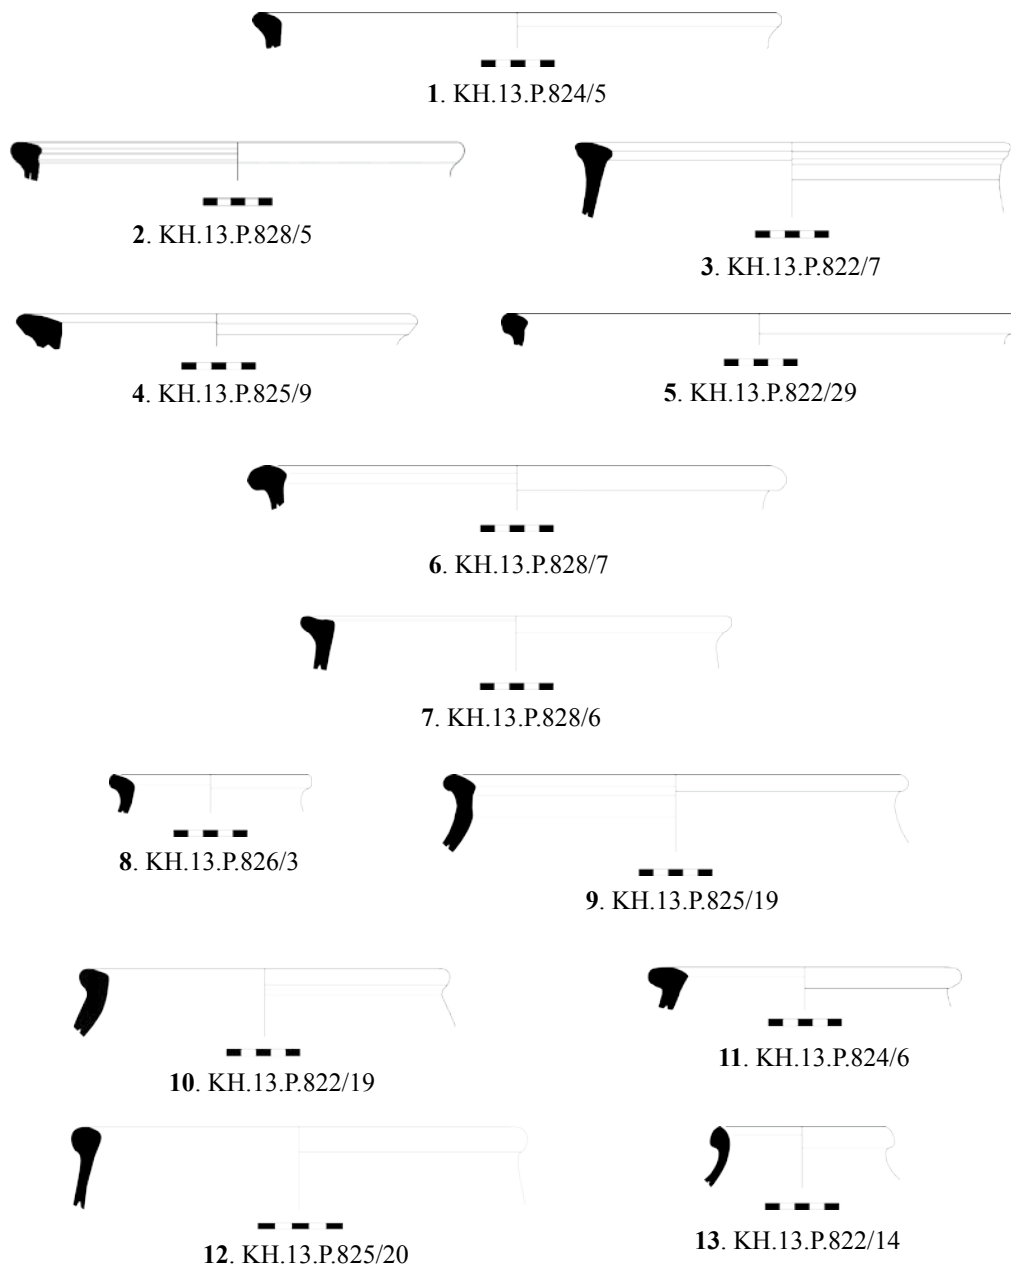 1. KH.13.P.824/5
2. KH.13.P.828/5
3. KH.13.P.822/7
4. KH.13.P.825/9
5. KH.13.P.822/29
6. KH.13.P.828/7
7. KH.13.P.828/6
8. KH.13.P.826/3
9. KH.13.P.825/19
10. KH.13.P.822/19
11. KH.13.P.824/6
12. KH.13.P.825/20
13. KH.13.P.822/14